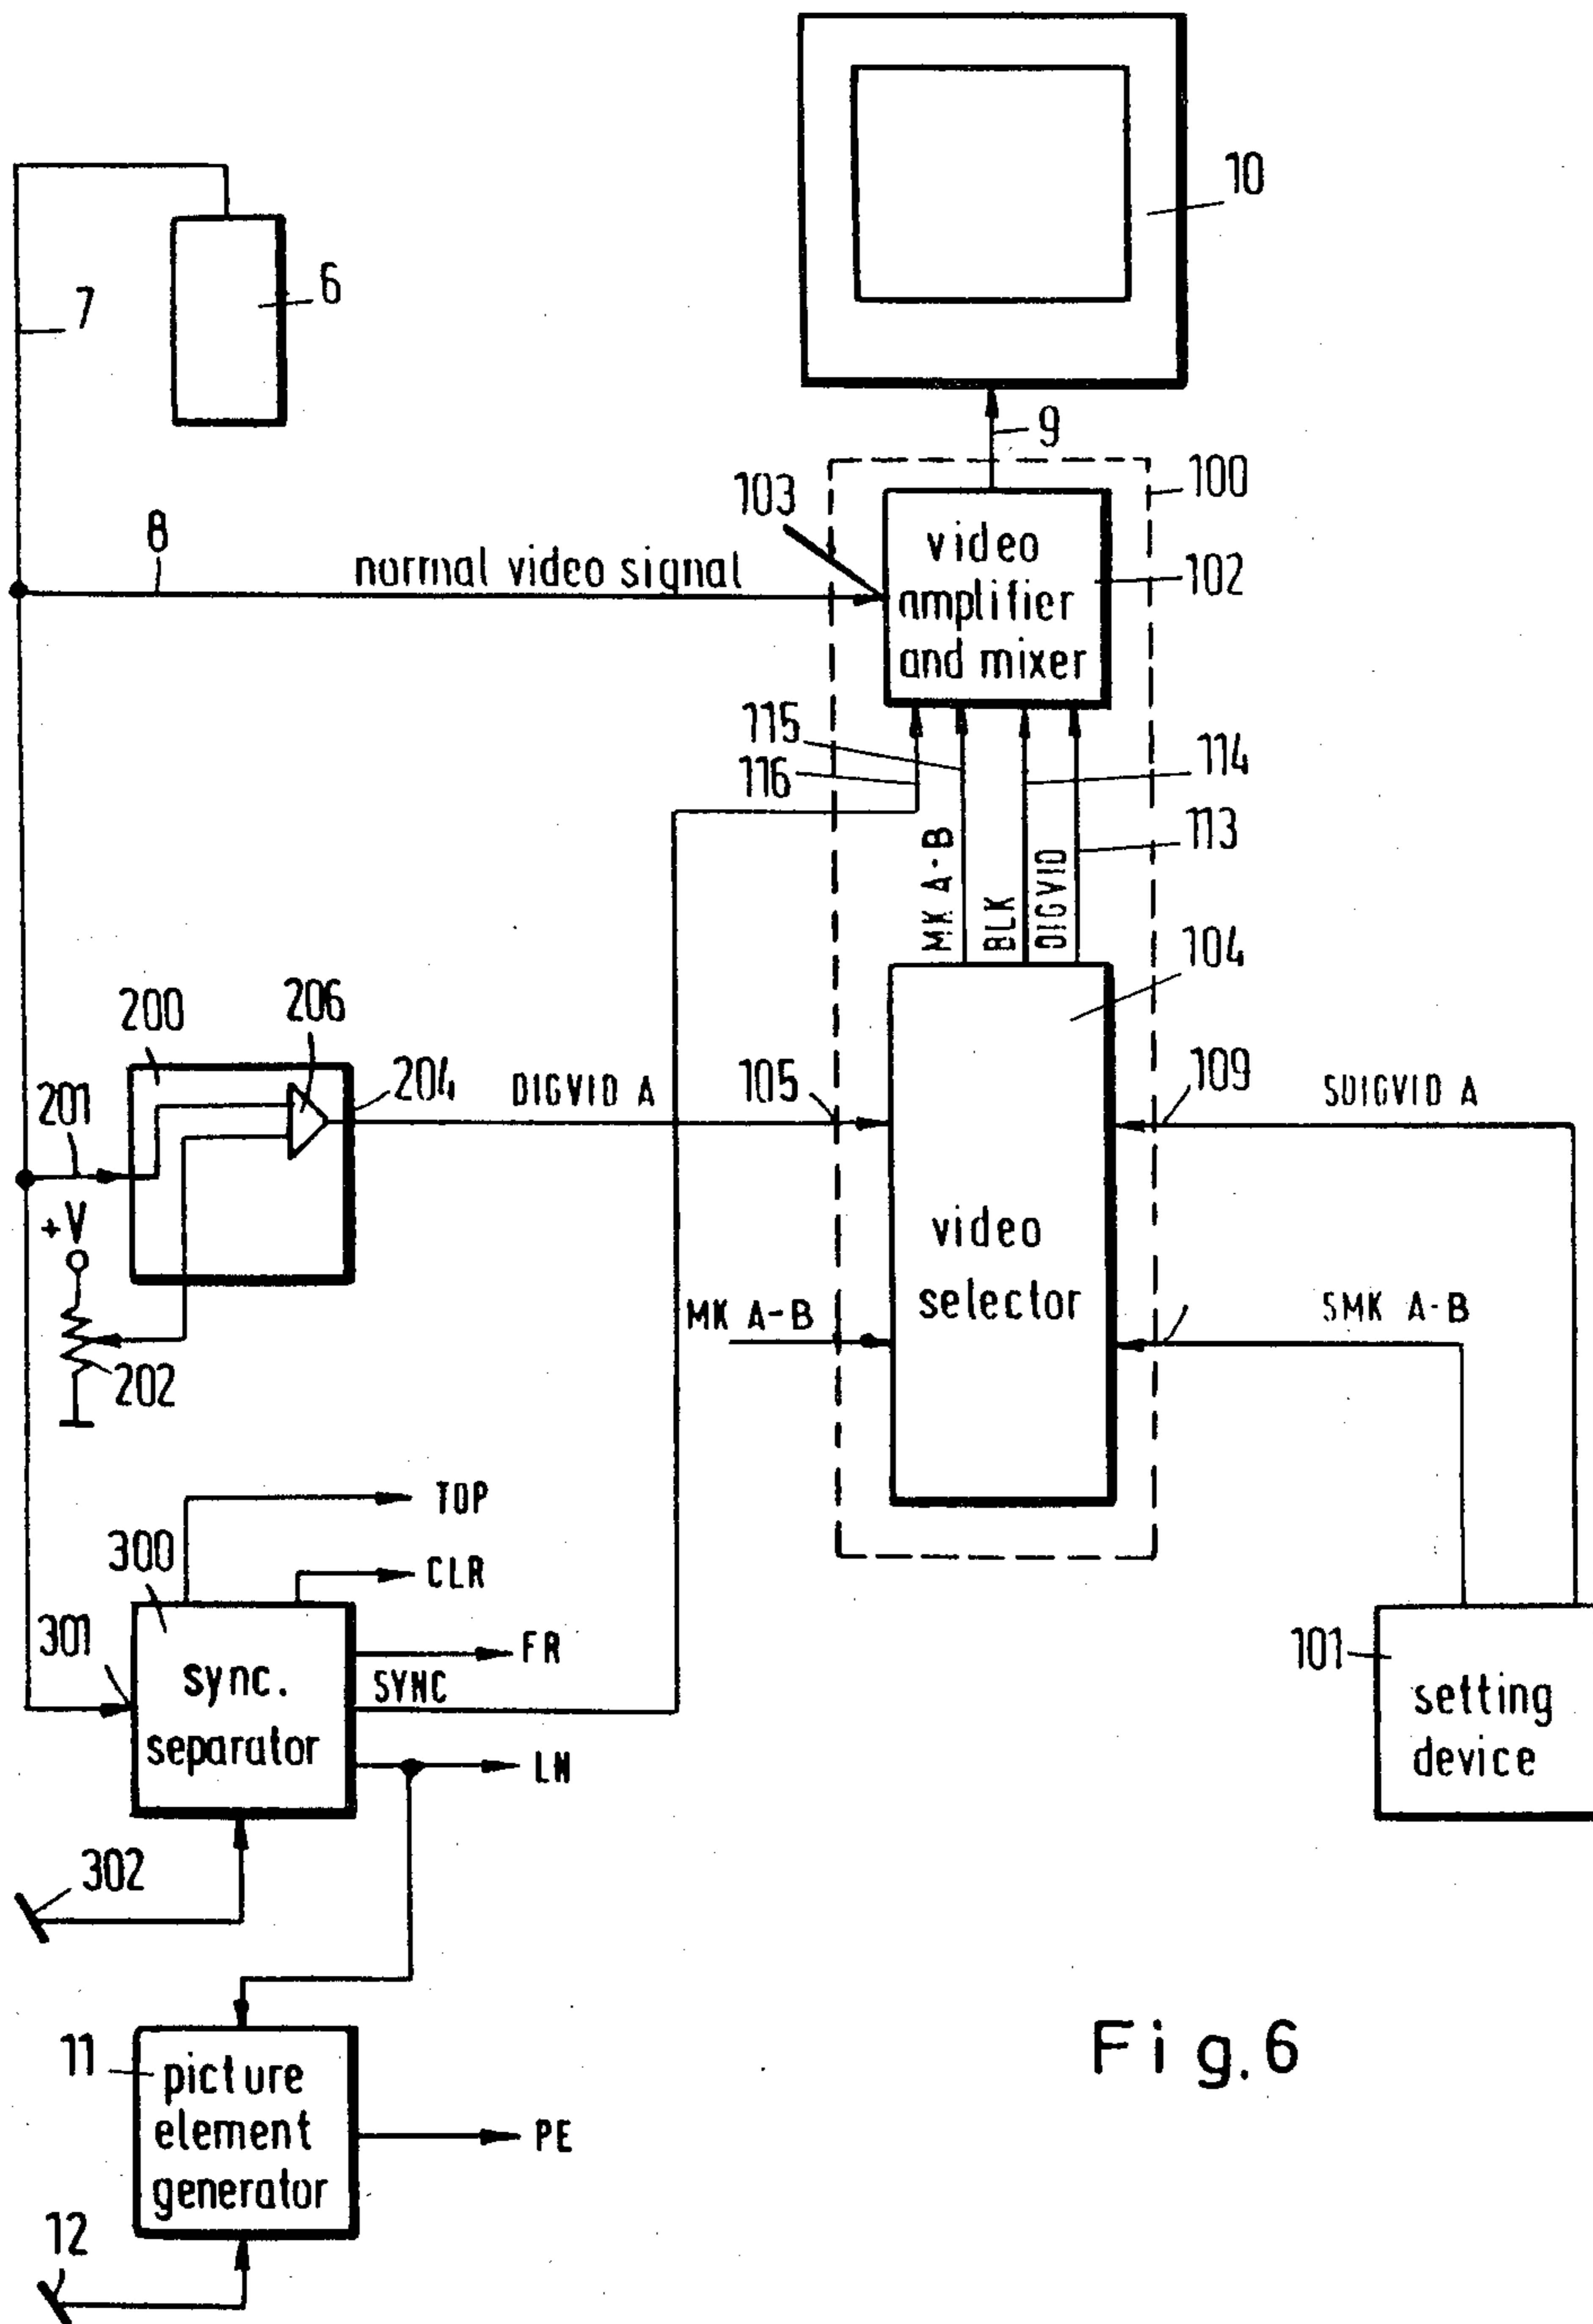 10
6
7
9
100
103
8
normal video signal
video
amplifier
and mixer
102
115
116
114
113
MK A-B
BLK
DIGVID
104
200
206
204
201
DIGVID A
105
109
SDIGVID A
+V
202
video
selector
MK A-B
SMK A-B
TOP
300
CLR
301
FR
SYNC
sync.
separator
LN
101
setting
device
302
11
picture
element
generator
PE
12
Fig.6